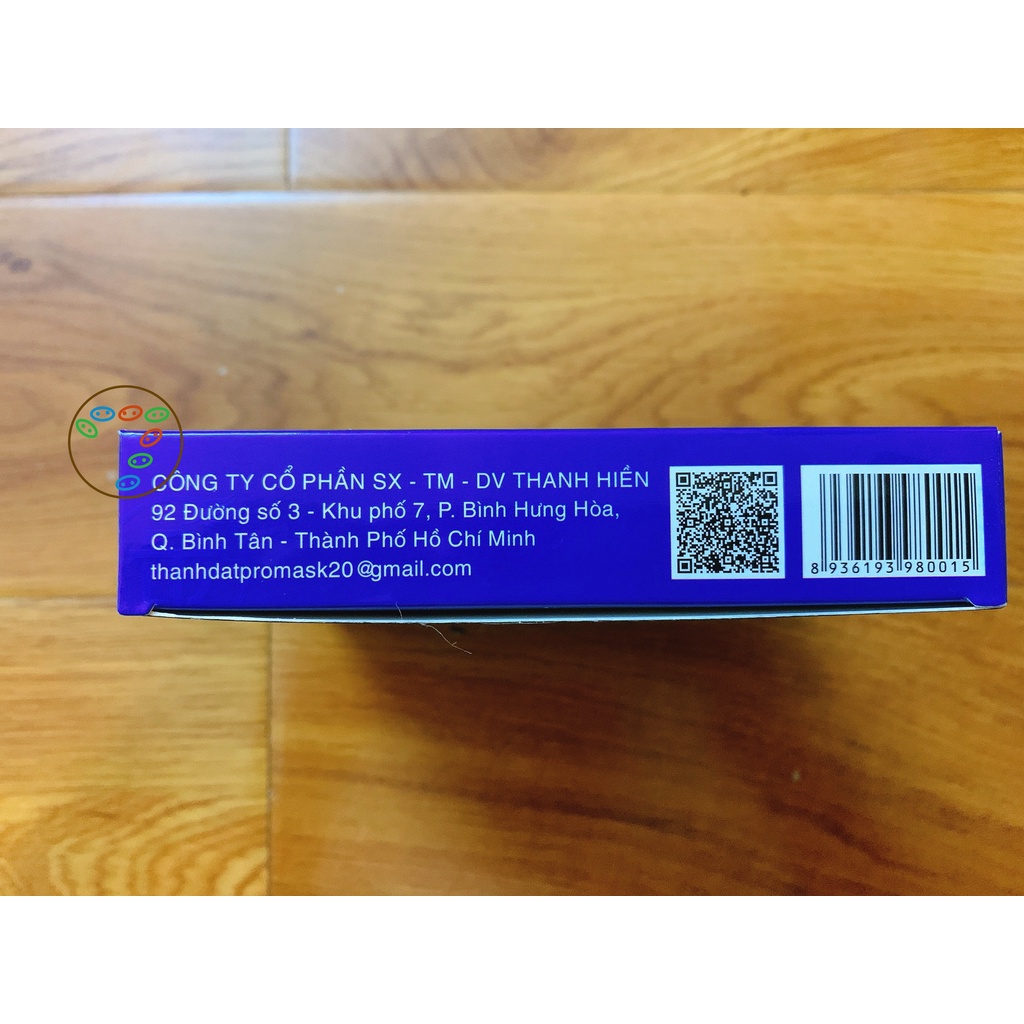 CÔNG TY CỔ PHẦN SX - TM - DV THANH HIỀN
92 Đường số 3 - Khu phố 7, P. Bình Hưng Hòa,
Q. Bình Tân - Thành Phố Hồ Chí Minh
thanhdatpromask20@gmail.com
8 936193 980015